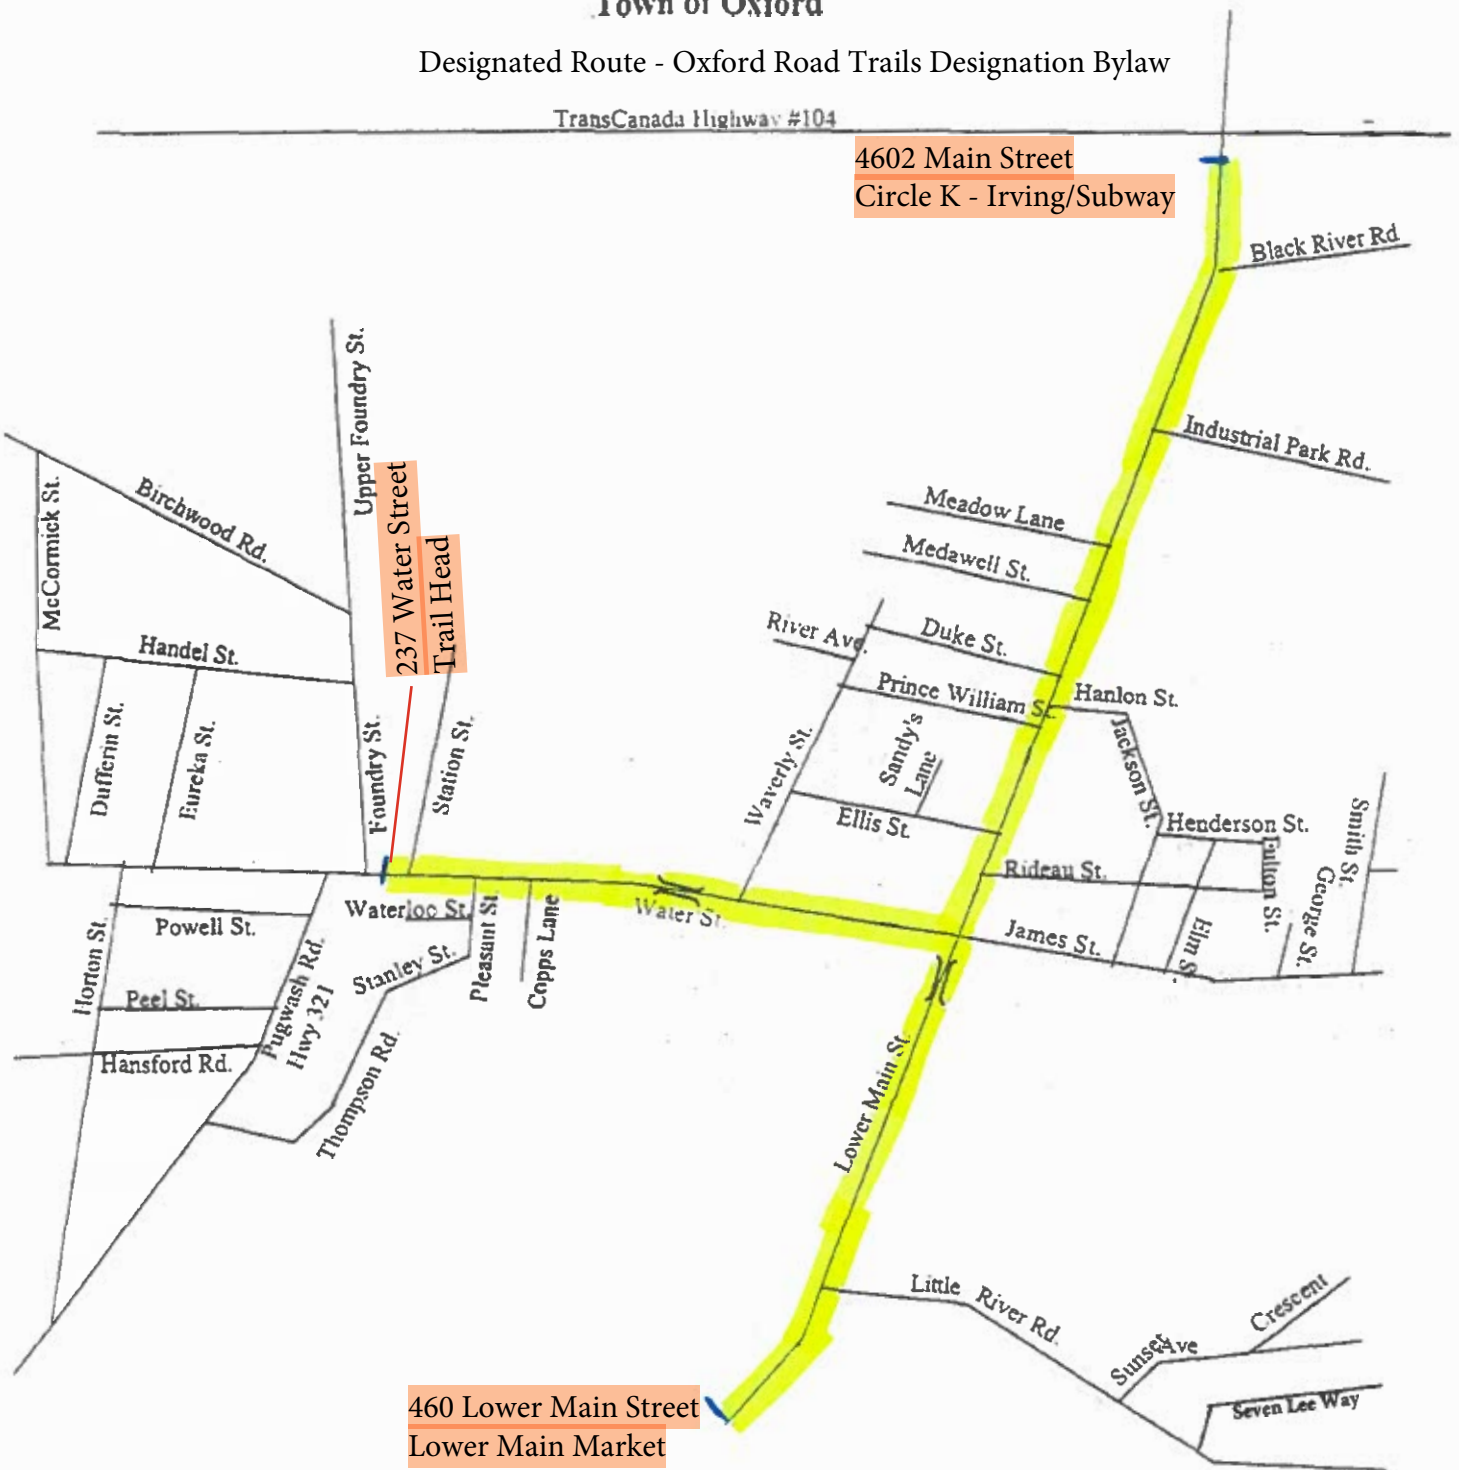 Town of Oxford
Designated Route - Oxford Road Trails Designation Bylaw
TransCanada Highway #104
4602 Main Street
Circle K - Irving/Subway
Black River Rd
Upper Foundry St.
Industrial Park Rd.
Birchwood Rd.
McCormick St.
237 Water Street
Trail Head
Meadow Lane
Medawell St.
River Ave.
Duke St.
Handel St.
Prince William St.
Hanlon St.
Dufferin St.
Eureka St.
Foundry St.
Station St.
Waverly St.
Sandy's
Lane
Jackson St.
Ellis St.
Henderson St.
Smith St.
Rideau St.
Fulton St.
George St.
Waterloo St.
Pleasant St
Copps Lane
Water St.
James St.
Elm S
Powell St.
Horton St.
Stanley St.
Peel St.
Pugwash Rd.
Hwy 321
Hansford Rd.
Thompson Rd.
Lower Main St.
Little River Rd.
Crescent
Sunset Ave
460 Lower Main Street
Lower Main Market
Seven Lee Way